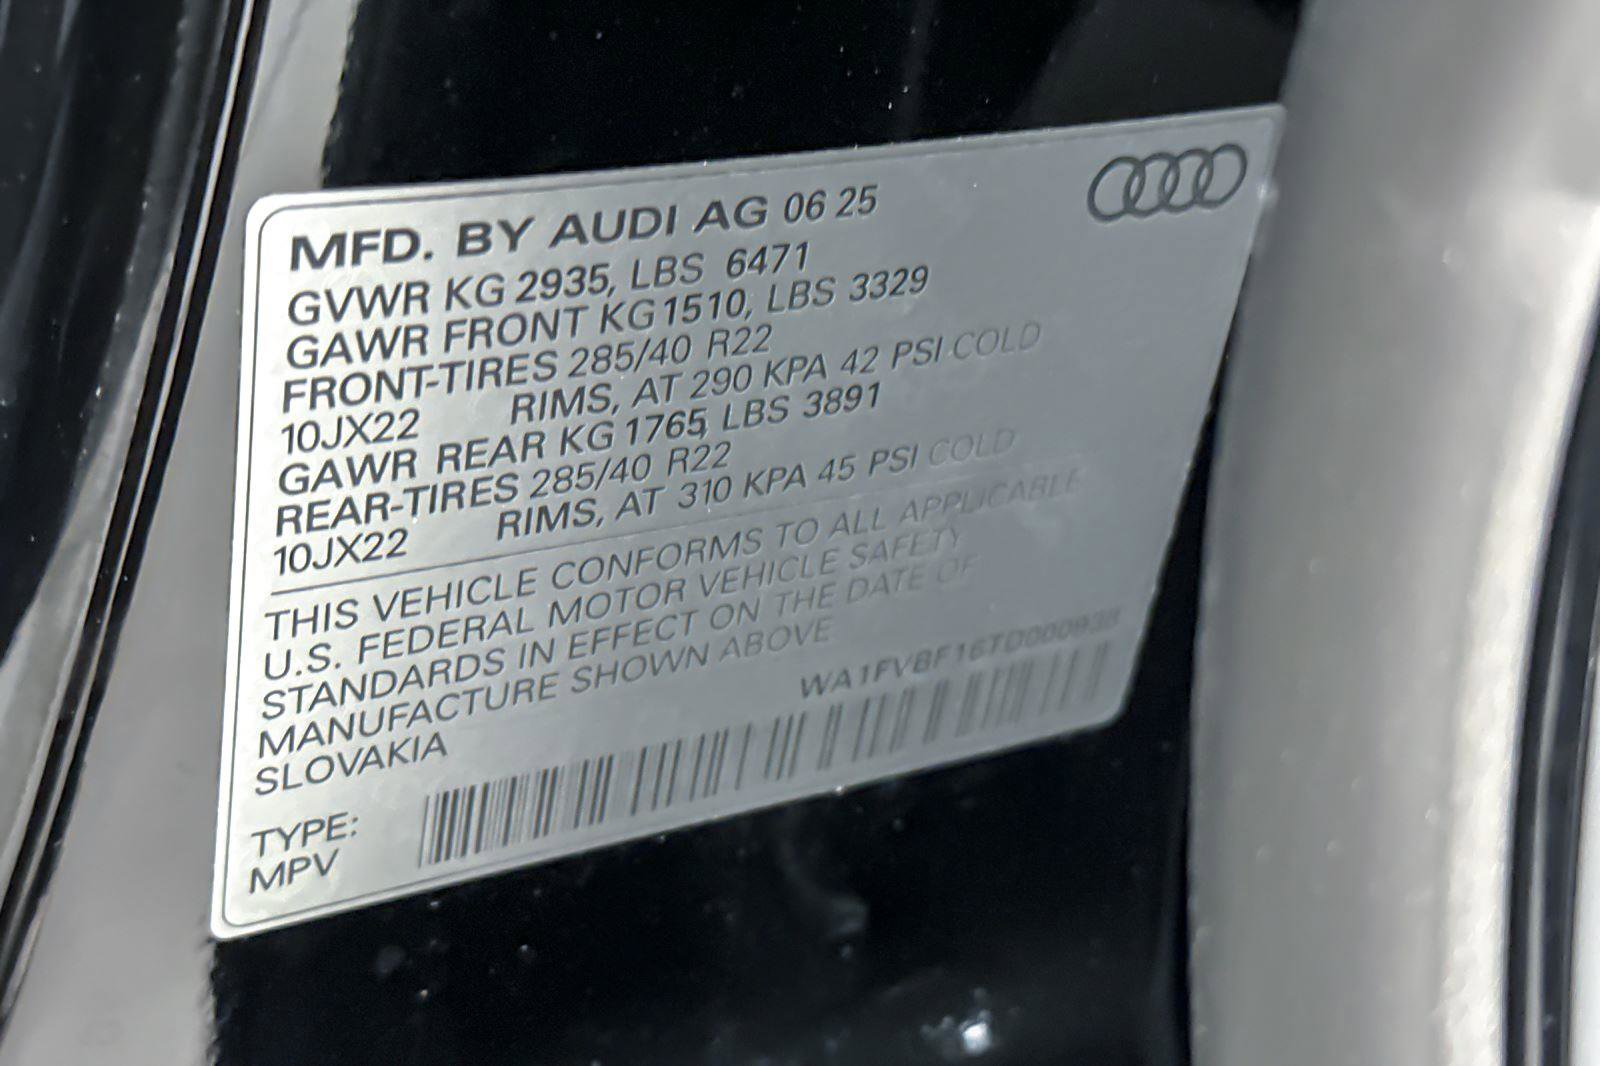 MFD. BY AUDI AG 06 25
GVWR KG 2935, LBS 6471
GAWR FRONT KG 1510, LBS 3329
FRONT-TIRES 285/40 R22
10JX22 RIMS, AT 290 KPA 42 PSI COLD
GAWR REAR KG 1765, LBS 3891
REAR-TIRES 285/40 R22
10JX22 RIMS, AT 310 KPA 45 PSI COLD
THIS VEHICLE CONFORMS TO ALL APPLICABLE
U.S. FEDERAL MOTOR VEHICLE SAFETY
STANDARDS IN EFFECT ON THE DATE OF
MANUFACTURE SHOWN ABOVE
SLOVAKIA
TYPE:
MPV